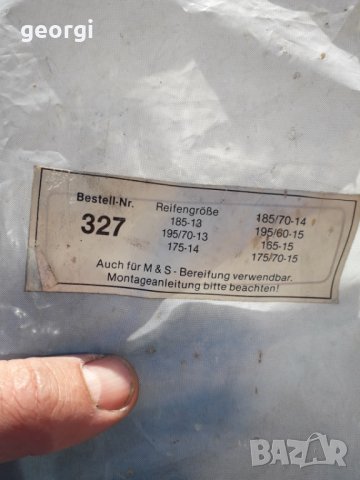 georgi
Bestell-Nr.
327
Reifengröße
185-13
195/70-13
175-14
185/70-14
195/60-15
165-15
175/70-15
Auch für M & S - Bereifung verwendbar.
Montageanleitung bitte beachten!
BAZAR